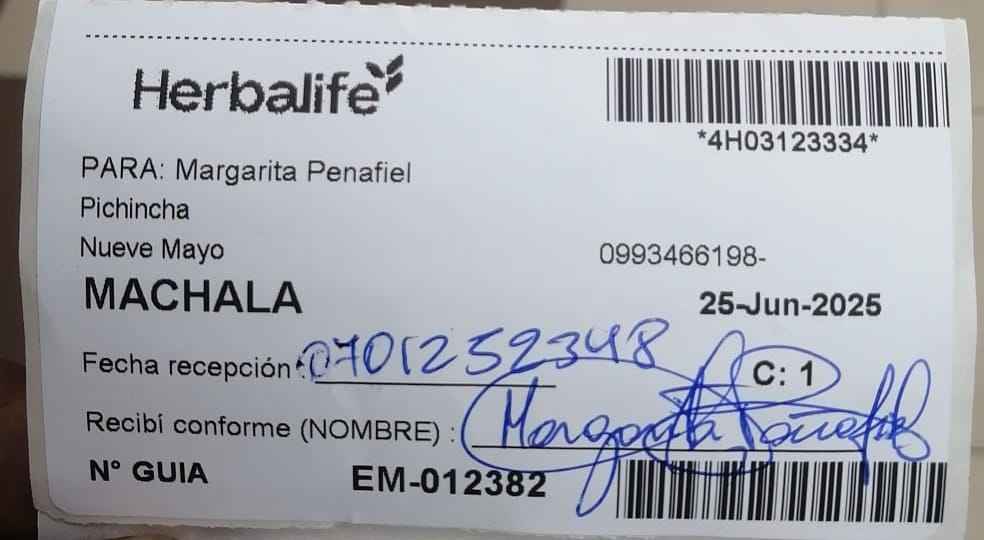 Herbalife
*4H03123334*
PARA: Margarita Penafiel
Pichincha
Nueve Mayo 0993466198-
MACHALA 25-Jun-2025
Fecha recepción: 0701252348 C: 1
Recibí conforme (NOMBRE) : Margarita Peñafiel
N° GUIA EM-012382